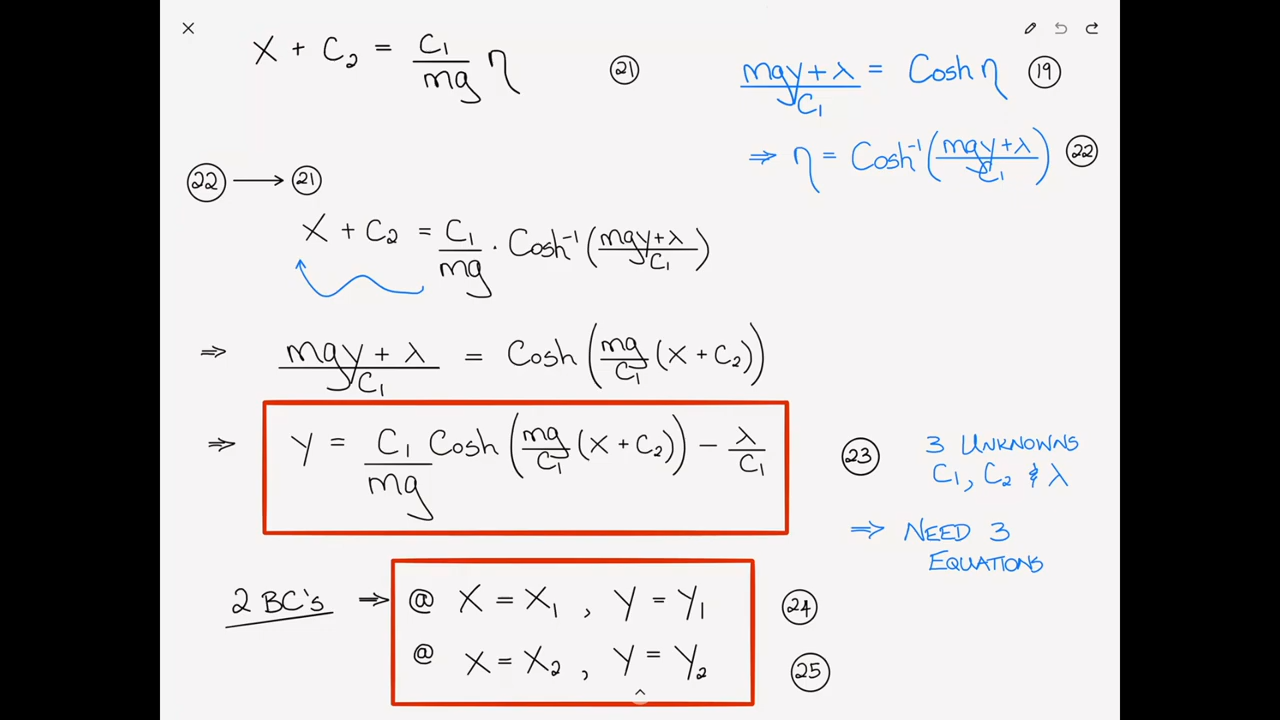 X + C₂ = C₁/mg η (21)
mgy + λ / C₁ = Cosh η (19)
⇒ η = Cosh⁻¹(mgy + λ / C₁) (22)
(22) → (21)
X + C₂ = C₁/mg · Cosh⁻¹(mgy + λ / C₁)
⇒ mgy + λ / C₁ = Cosh(mg/C₁ (X + C₂))
⇒ Y = C₁/mg Cosh(mg/C₁ (X + C₂)) − λ/C₁ (23)
3 UNKNOWNS
C₁, C₂ & λ
⇒ NEED 3
EQUATIONS
2 BC's ⇒ @ X = X₁ , Y = Y₁ (24)
@ X = X₂ , Y = Y₂ (25)